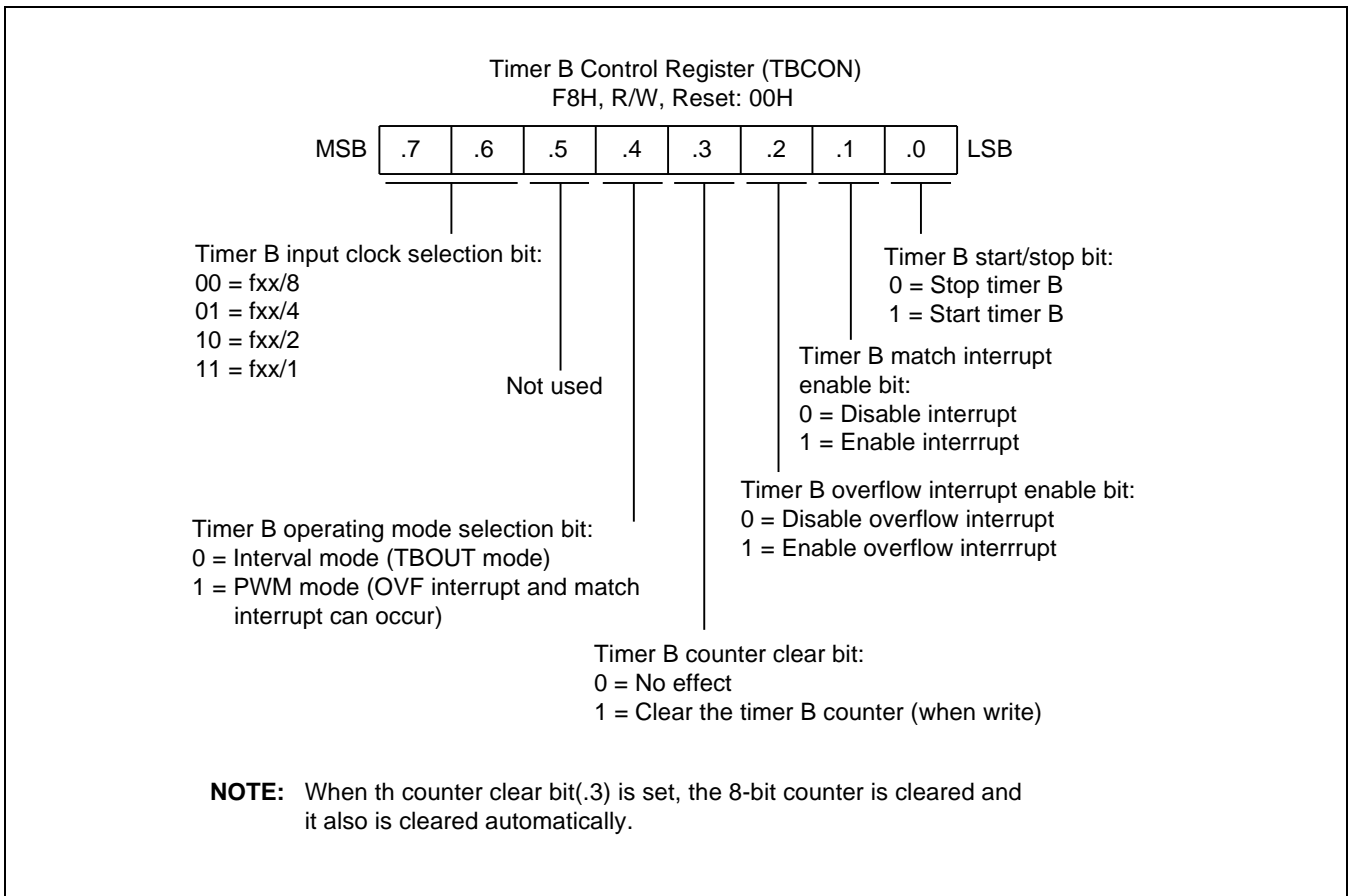 Timer B Control Register (TBCON)
F8H, R/W, Reset: 00H
MSB .7 .6 .5 .4 .3 .2 .1 .0 LSB
Timer B input clock selection bit:
00 = fxx/8
01 = fxx/4
10 = fxx/2
11 = fxx/1
Not used
Timer B start/stop bit:
0 = Stop timer B
1 = Start timer B
Timer B match interrupt
enable bit:
0 = Disable interrupt
1 = Enable interrrupt
Timer B overflow interrupt enable bit:
0 = Disable overflow interrupt
1 = Enable overflow interrrupt
Timer B operating mode selection bit:
0 = Interval mode (TBOUT mode)
1 = PWM mode (OVF interrupt and match
interrupt can occur)
Timer B counter clear bit:
0 = No effect
1 = Clear the timer B counter (when write)
NOTE: When th counter clear bit(.3) is set, the 8-bit counter is cleared and
it also is cleared automatically.